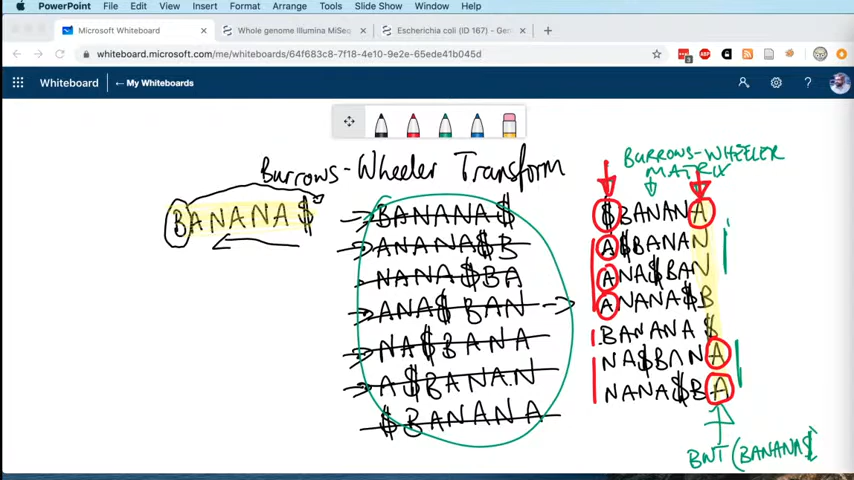 PowerPoint File Edit View Insert Format Arrange Tools Slide Show Window Help
Microsoft Whiteboard
Whole genome Illumina MiSeq
Escherichia coli (ID 167) - Gen
whiteboard.microsoft.com/me/whiteboards/64f683c8-7f18-4e10-9e2e-65ede41b045d
Whiteboard ← My Whiteboards
Burrows-Wheeler Transform
BANANA$
BANANA$
ANANA$B
NANA$BA
ANA$BAN
NA$BANA
A$BANAN
$BANANA
BURROWS-WHEELER
MATRIX
$BANANA
A$BANAN
ANA$BAN
ANANA$B
BANANA$
NA$BANA
NANA$BA
BWT (BANANA$